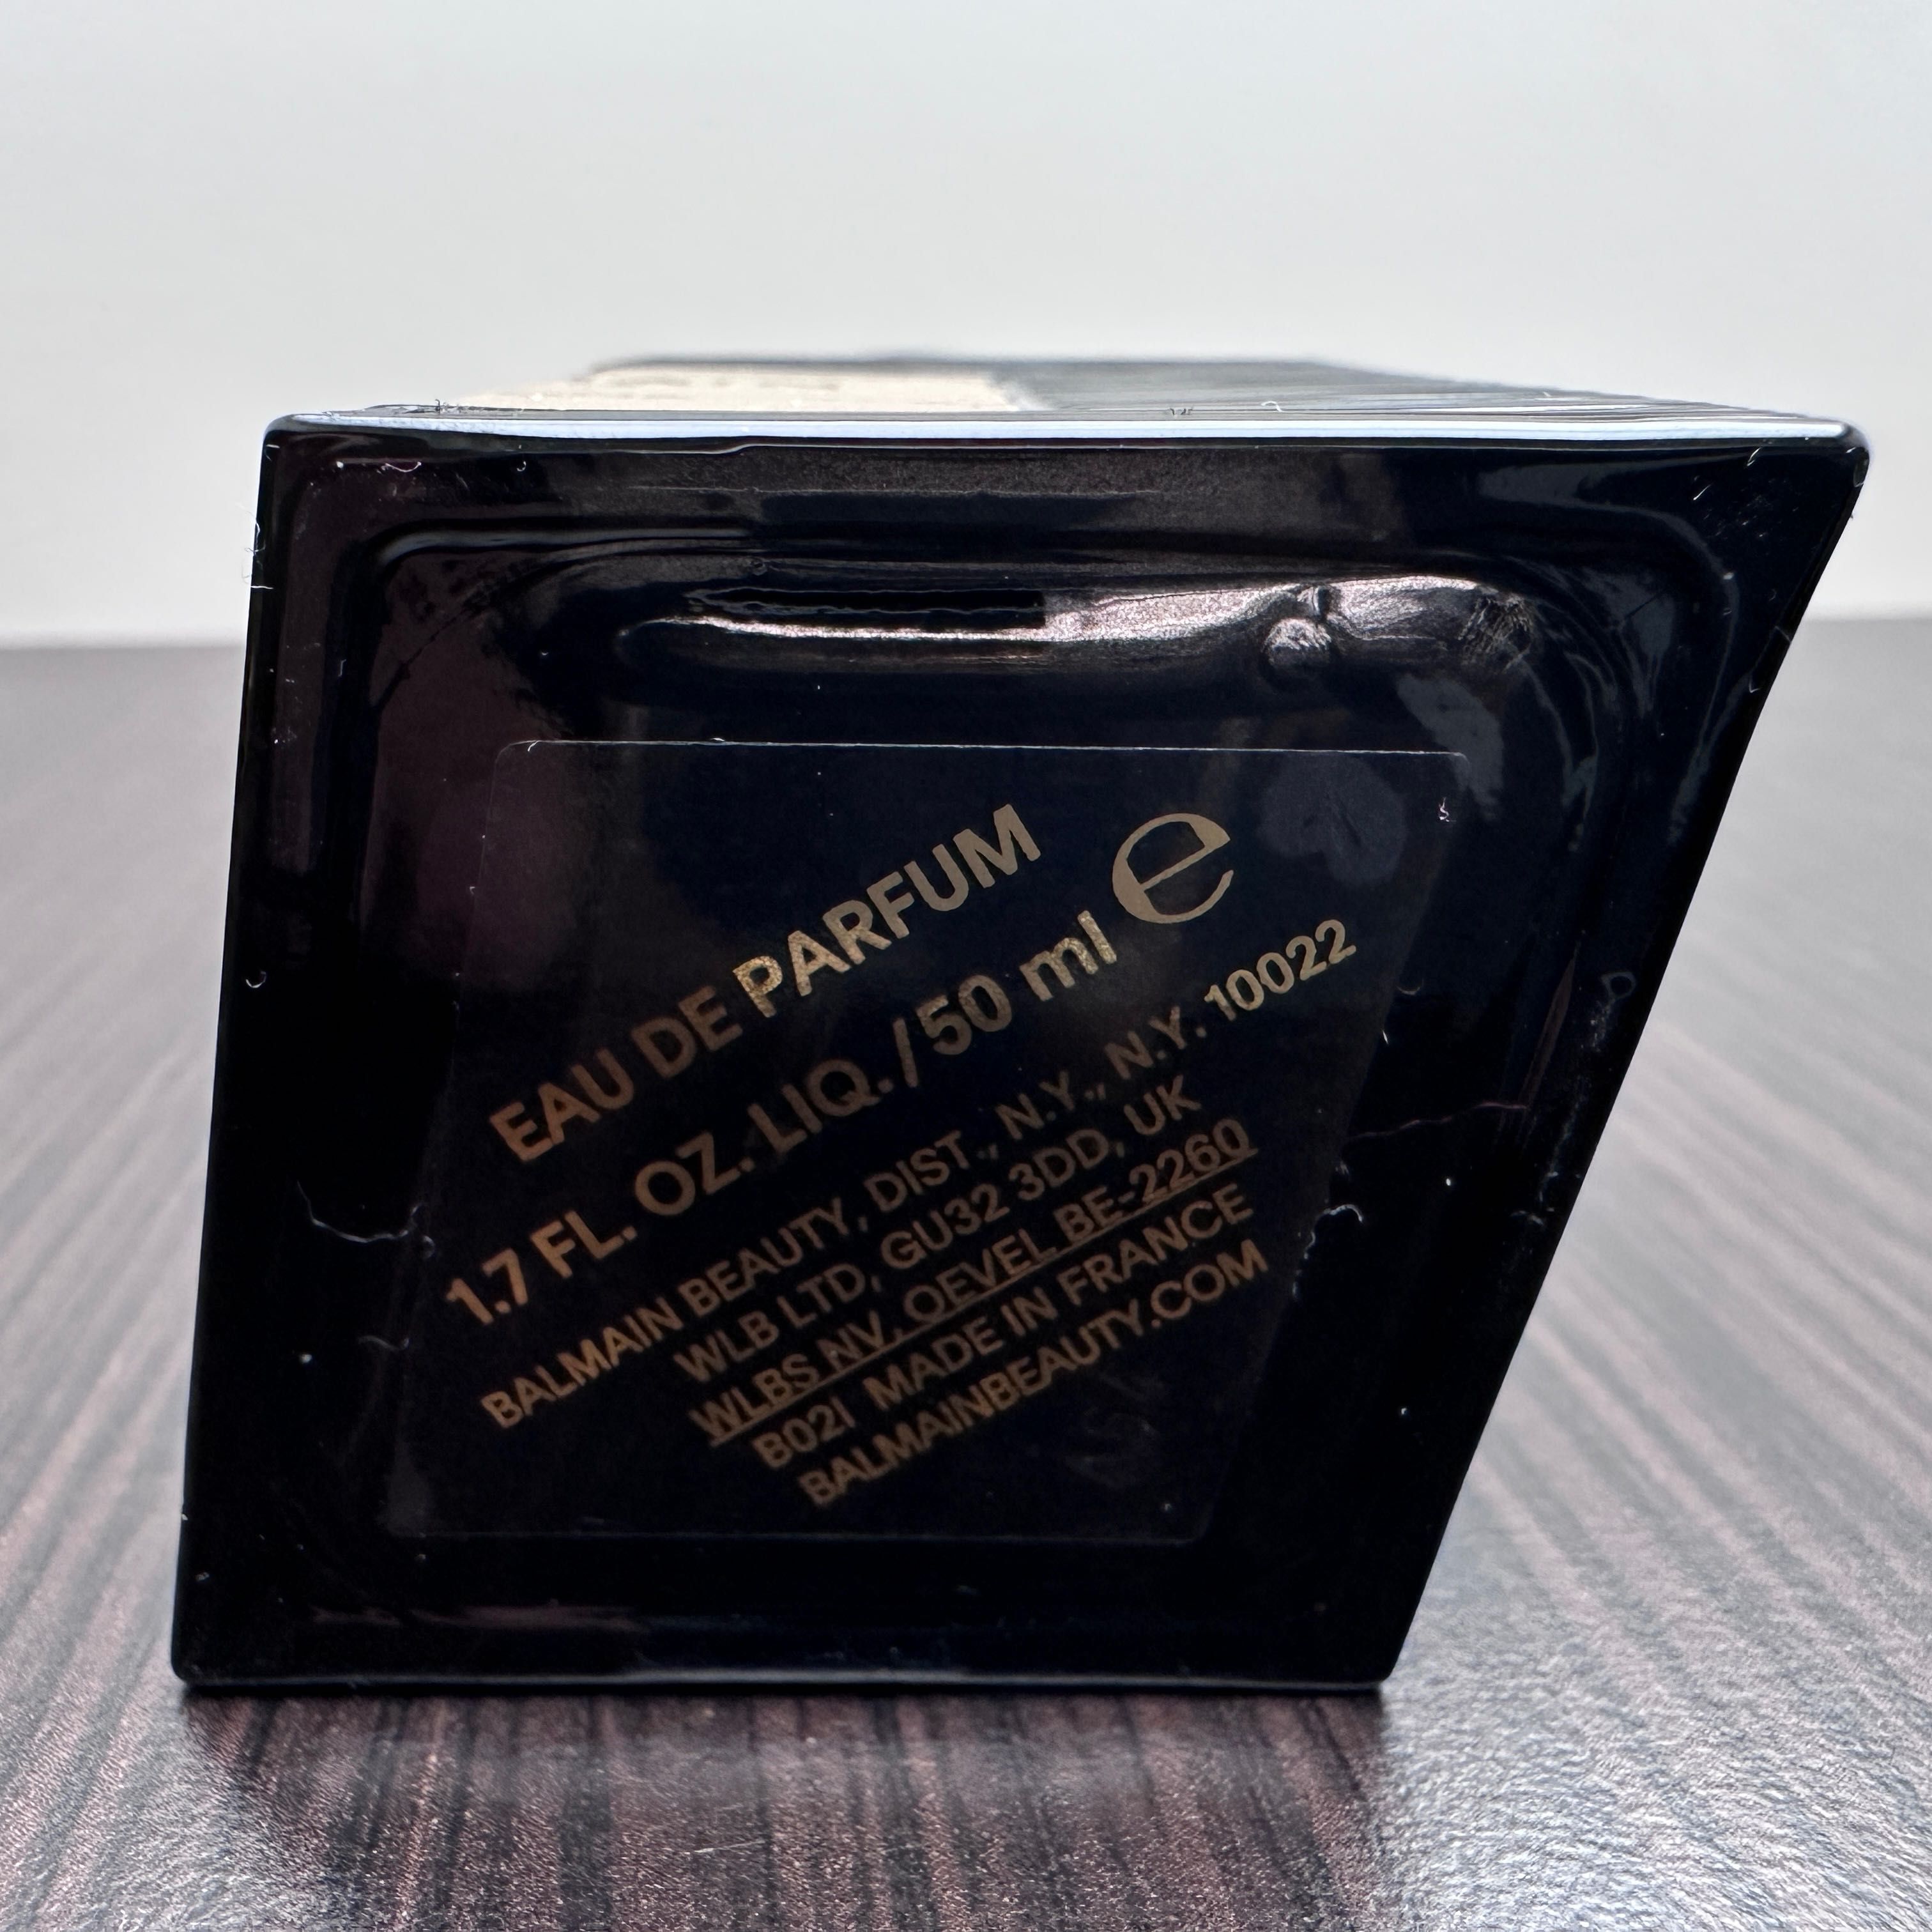 EAU DE PARFUM
1.7 FL. OZ. LIQ. / 50 ml e
BALMAIN BEAUTY, DIST., N.Y., N.Y. 10022
WLB LTD, GU32 3DD, UK
WLBS NV, OEVEL BE-2260
B021 MADE IN FRANCE
BALMAINBEAUTY.COM